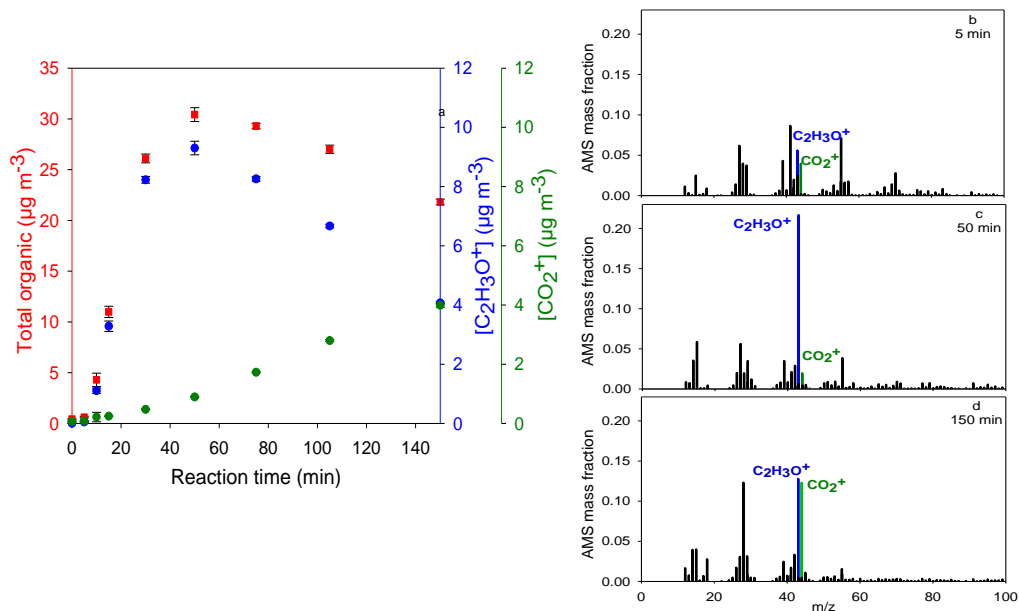 a
35
30
25
20
15
10
5
0
Total organic (µg m-3)
12
10
8
6
4
2
0
[C2H3O+] (µg m-3)
12
10
8
6
4
2
0
[CO2+] (µg m-3)
0 20 40 60 80 100 120 140
Reaction time (min)
b
5 min
0.20
0.15
0.10
0.05
0.00
AMS mass fraction
C2H3O+
CO2+
c
50 min
0.20
0.15
0.10
0.05
0.00
AMS mass fraction
C2H3O+
CO2+
d
150 min
0.20
0.15
0.10
0.05
0.00
AMS mass fraction
C2H3O+
CO2+
0 20 40 60 80 100
m/z